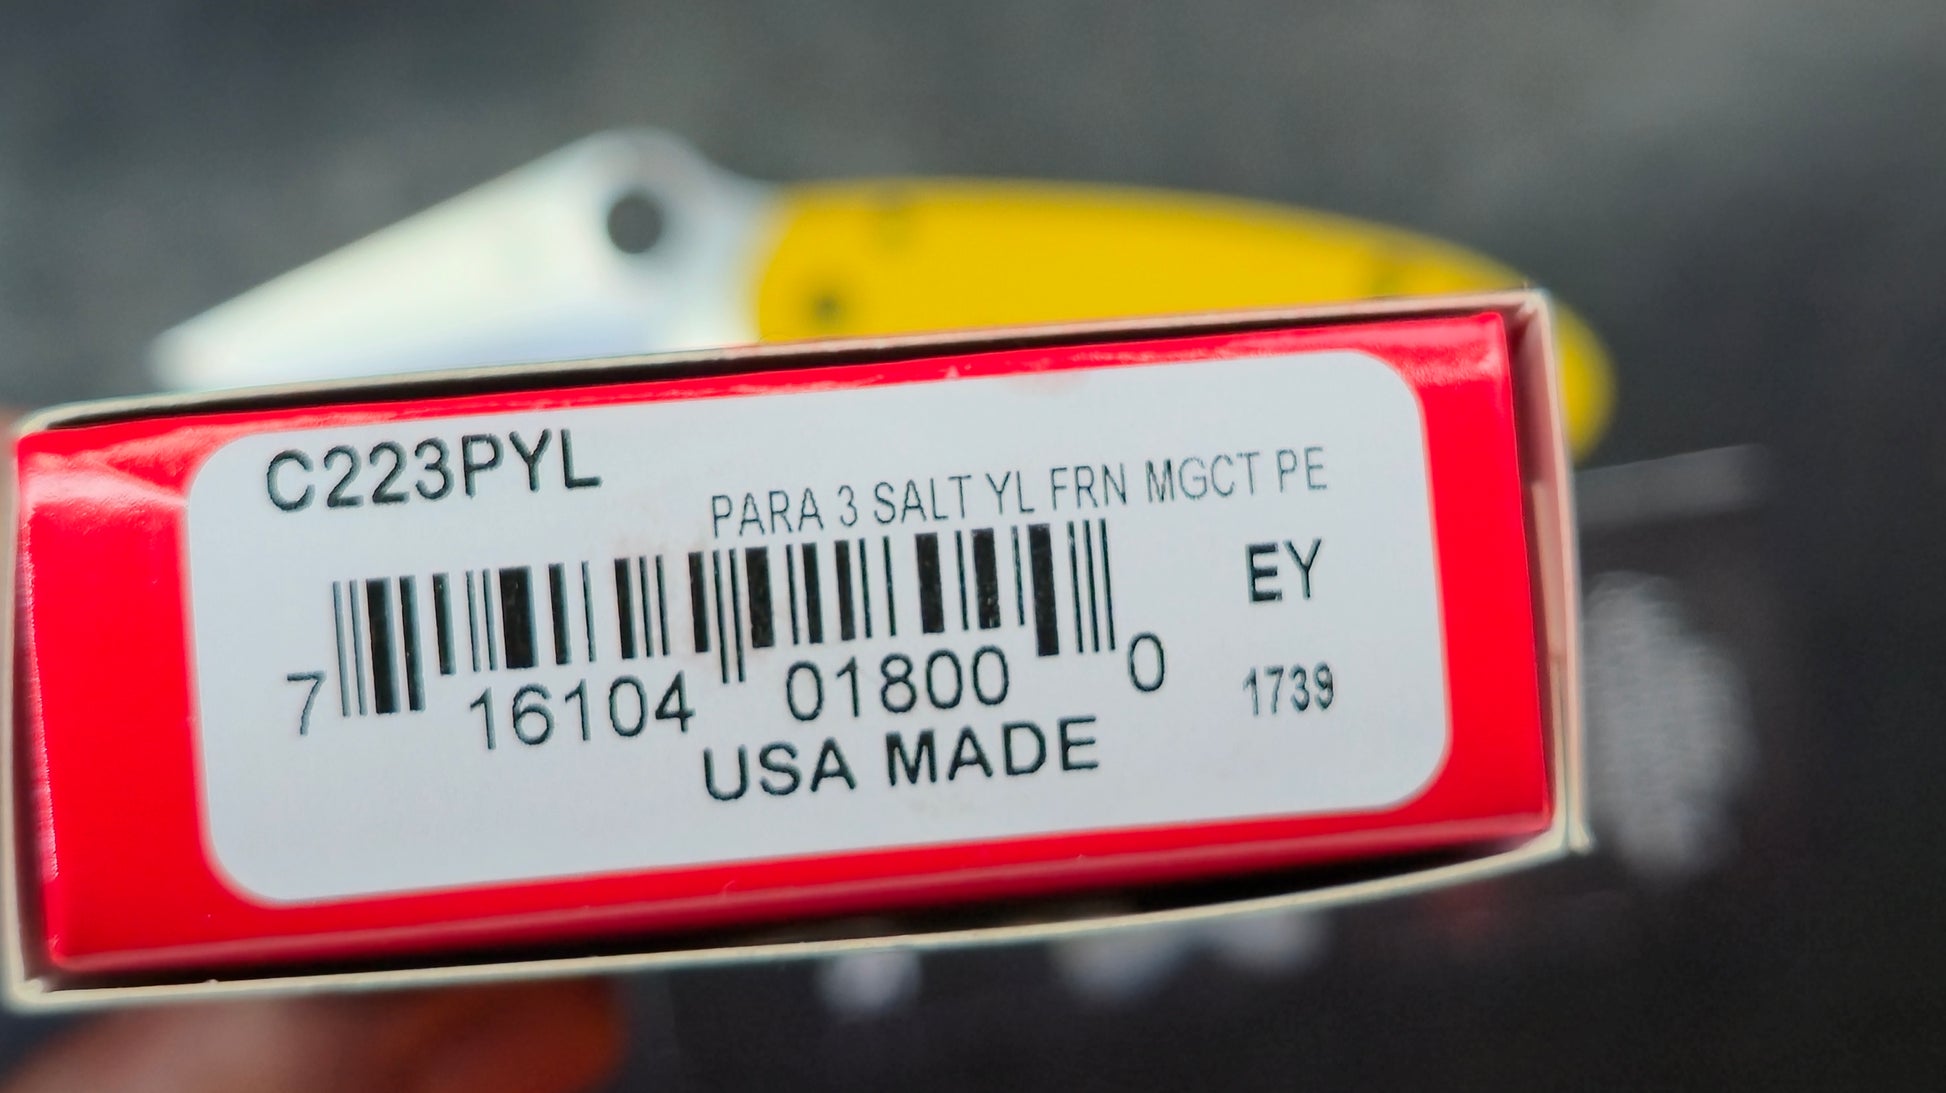 C223PYL
PARA 3 SALT YL FRN MGCT PE
EY
7 16104 01800 0
1739
USA MADE